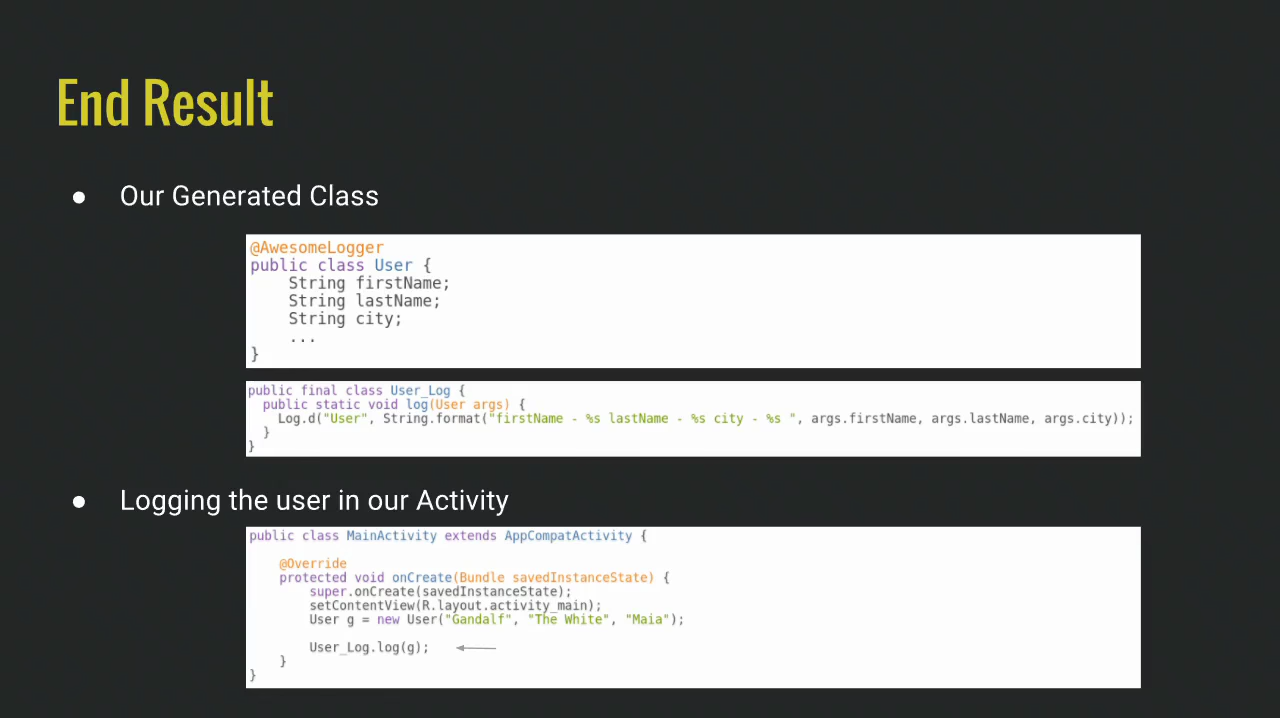 End Result
● Our Generated Class
@AwesomeLogger
public class User {
    String firstName;
    String lastName;
    String city;
    ...
}
public final class User_Log {
  public static void log(User args) {
    Log.d("User", String.format("firstName - %s lastName - %s city - %s ", args.firstName, args.lastName, args.city));
  }
}
● Logging the user in our Activity
public class MainActivity extends AppCompatActivity {
    @Override
    protected void onCreate(Bundle savedInstanceState) {
        super.onCreate(savedInstanceState);
        setContentView(R.layout.activity_main);
        User g = new User("Gandalf", "The White", "Maia");
        User_Log.log(g);
    }
}